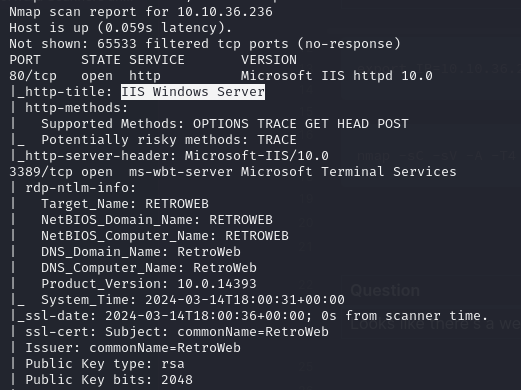 Nmap scan report for 10.10.36.236
Host is up (0.059s latency).
Not shown: 65533 filtered tcp ports (no-response)
PORT     STATE SERVICE       VERSION
80/tcp   open  http          Microsoft IIS httpd 10.0
|_http-title: IIS Windows Server
| http-methods:
|   Supported Methods: OPTIONS TRACE GET HEAD POST
|_  Potentially risky methods: TRACE
|_http-server-header: Microsoft-IIS/10.0
3389/tcp open  ms-wbt-server Microsoft Terminal Services
| rdp-ntlm-info:
|   Target_Name: RETROWEB
|   NetBIOS_Domain_Name: RETROWEB
|   NetBIOS_Computer_Name: RETROWEB
|   DNS_Domain_Name: RetroWeb
|   DNS_Computer_Name: RetroWeb
|   Product_Version: 10.0.14393
|_  System_Time: 2024-03-14T18:00:31+00:00
|_ssl-date: 2024-03-14T18:00:36+00:00; 0s from scanner time.
| ssl-cert: Subject: commonName=RetroWeb
| Issuer: commonName=RetroWeb
| Public Key type: rsa
| Public Key bits: 2048
Question
Looks like there's a we